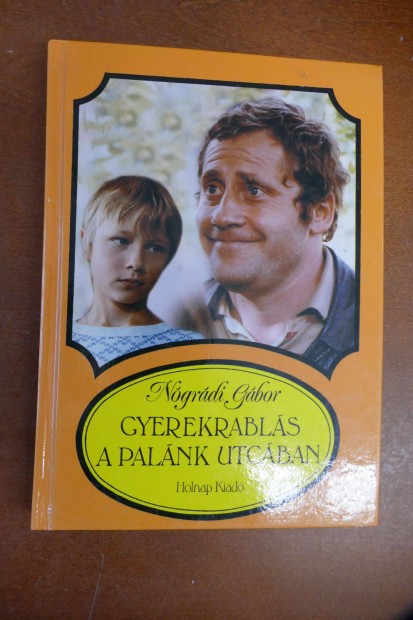 Nógrádi Gábor
GYEREKRABLÁS
A PALÁNK UTCÁBAN
Holnap Kiadó